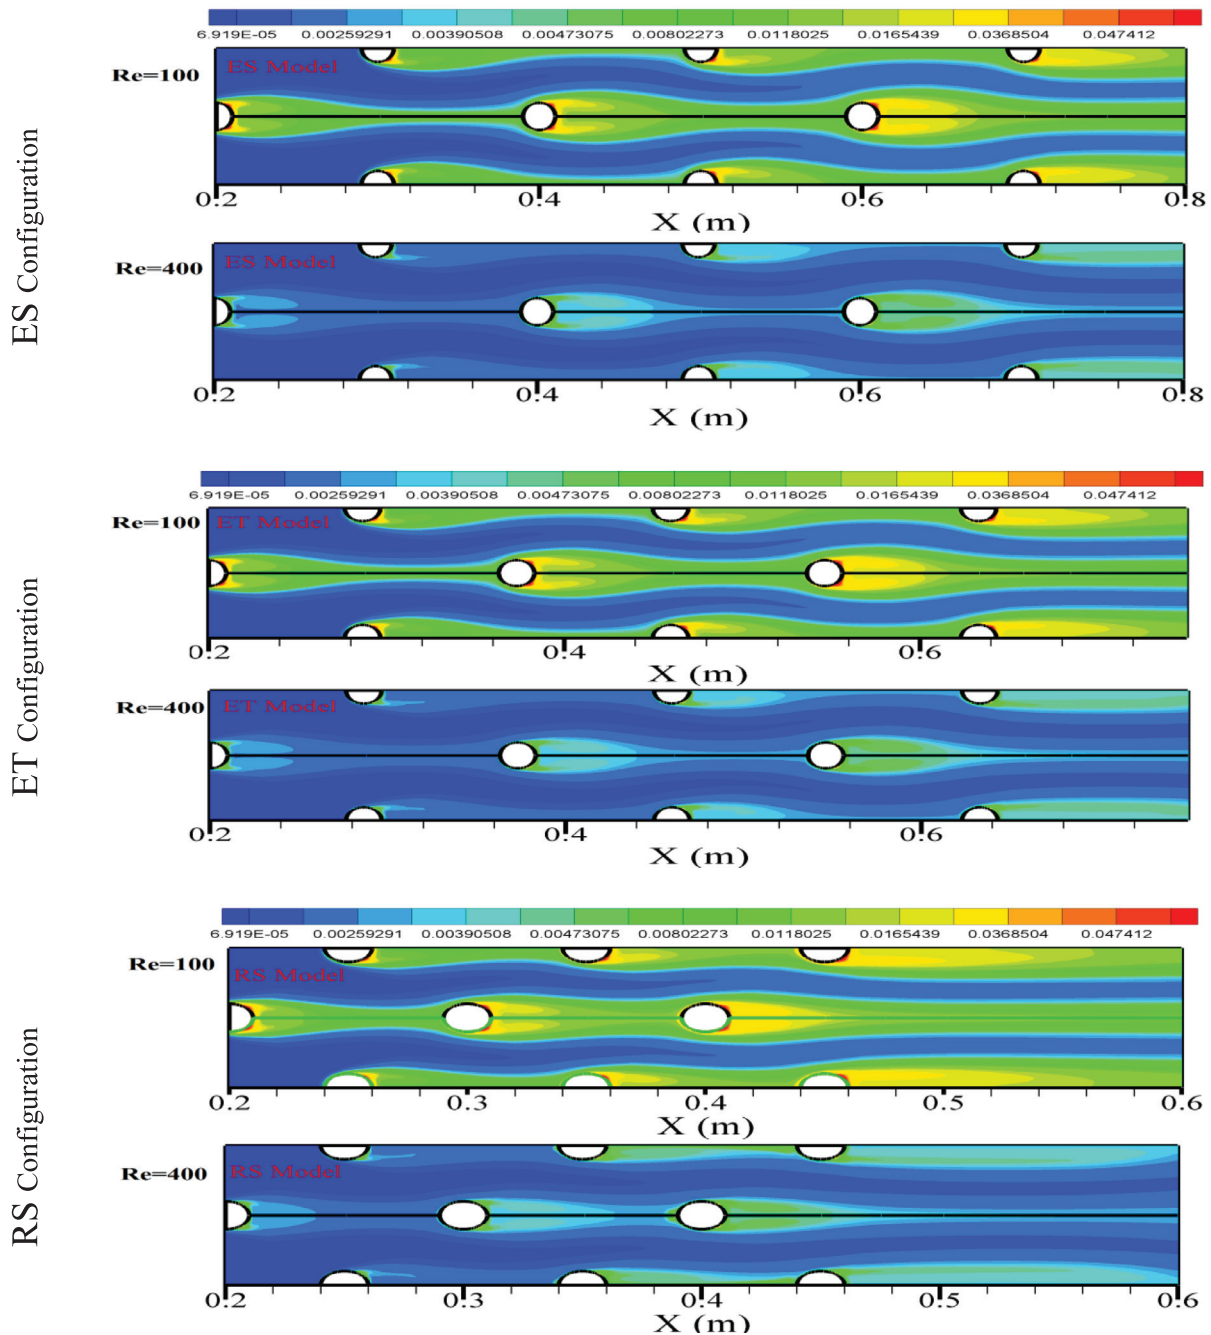 6.919E-05 0.00259291 0.00390508 0.00473075 0.00802273 0.0118025 0.0165439 0.0368504 0.047412
ES Configuration
Re=100
ES Model
0.2 0.4 0.6 0.8
X (m)
Re=400
ES Model
0.2 0.4 0.6 0.8
X (m)
6.919E-05 0.00259291 0.00390508 0.00473075 0.00802273 0.0118025 0.0165439 0.0368504 0.047412
ET Configuration
Re=100
ET Model
0.2 0.4 0.6
X (m)
Re=400
ET Model
0.2 0.4 0.6
X (m)
6.919E-05 0.00259291 0.00390508 0.00473075 0.00802273 0.0118025 0.0165439 0.0368504 0.047412
RS Configuration
Re=100
RS Model
0.2 0.3 0.4 0.5 0.6
X (m)
Re=400
RS Model
0.2 0.3 0.4 0.5 0.6
X (m)